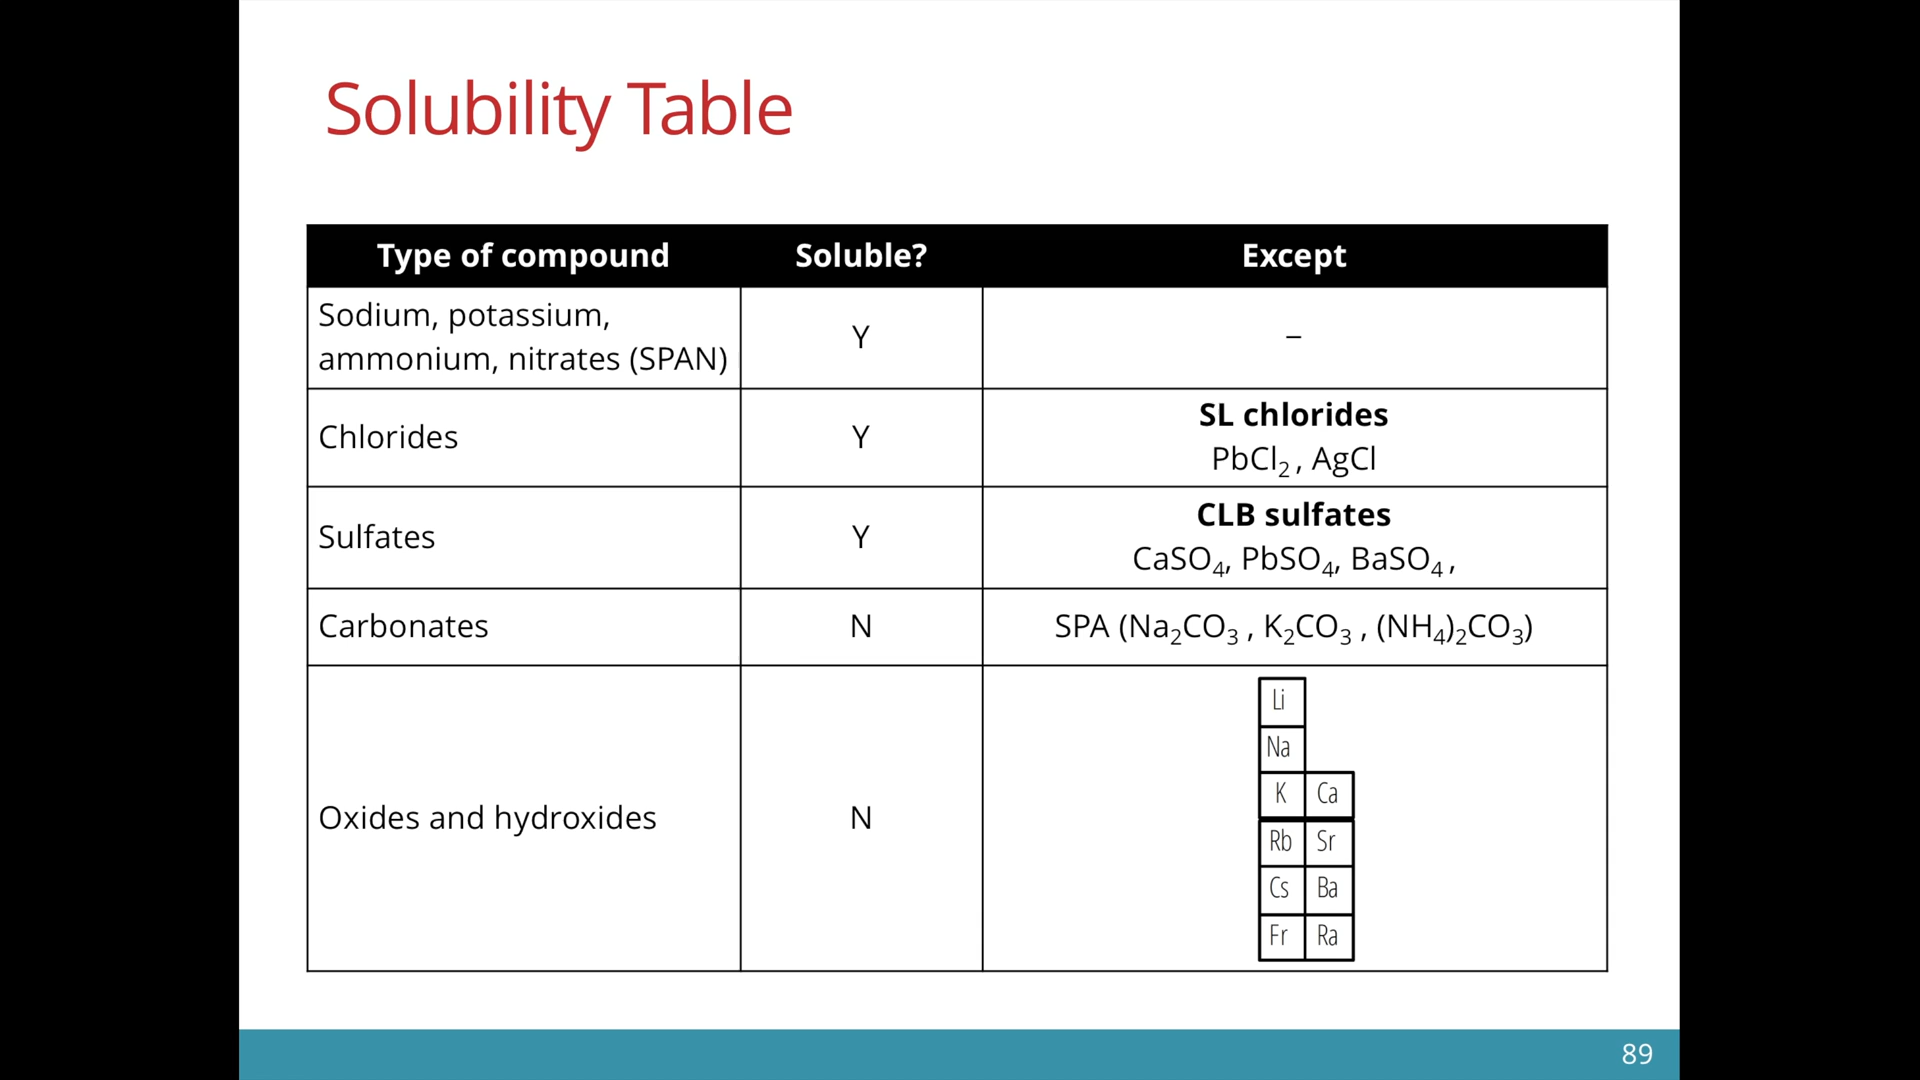 Solubility Table
Type of compound Soluble? Except
Sodium, potassium,
ammonium, nitrates (SPAN)
Y
–
Chlorides
Y
SL chlorides
PbCl₂ , AgCl
Sulfates
Y
CLB sulfates
CaSO₄, PbSO₄, BaSO₄ ,
Carbonates N SPA (Na₂CO₃ , K₂CO₃ , (NH₄)₂CO₃)
Oxides and hydroxides
N
Li
Na
K Ca
Rb Sr
Cs Ba
Fr Ra
89